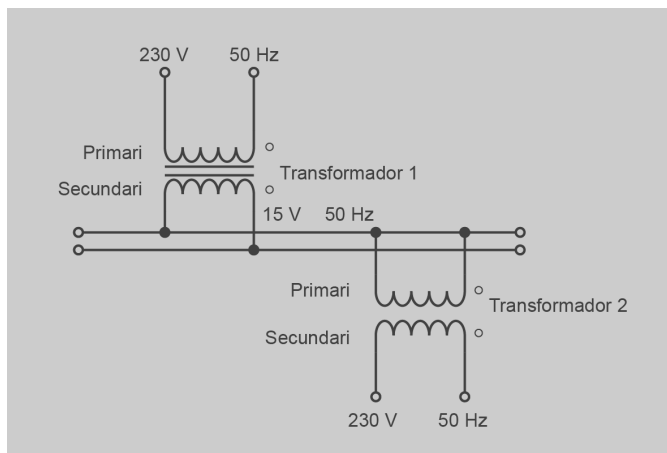 230 V 50 Hz
Primari
Transformador 1
Secundari
15 V 50 Hz
Primari
Transformador 2
Secundari
230 V 50 Hz